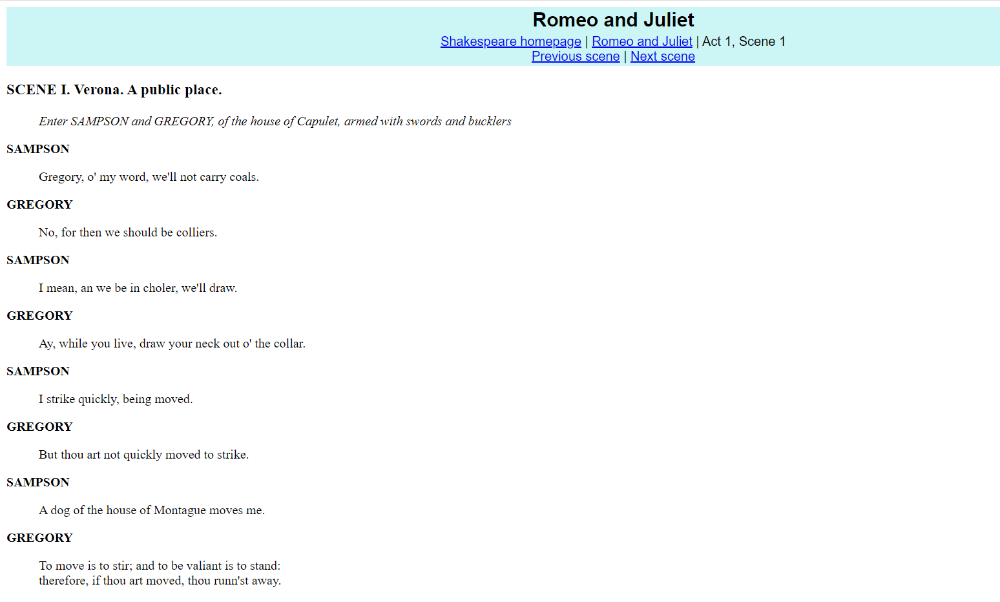 Romeo and Juliet
Shakespeare homepage | Romeo and Juliet | Act 1, Scene 1
Previous scene | Next scene
SCENE I. Verona. A public place.
Enter SAMPSON and GREGORY, of the house of Capulet, armed with swords and bucklers
SAMPSON
Gregory, o' my word, we'll not carry coals.
GREGORY
No, for then we should be colliers.
SAMPSON
I mean, an we be in choler, we'll draw.
GREGORY
Ay, while you live, draw your neck out o' the collar.
SAMPSON
I strike quickly, being moved.
GREGORY
But thou art not quickly moved to strike.
SAMPSON
A dog of the house of Montague moves me.
GREGORY
To move is to stir; and to be valiant is to stand:
therefore, if thou art moved, thou runn'st away.